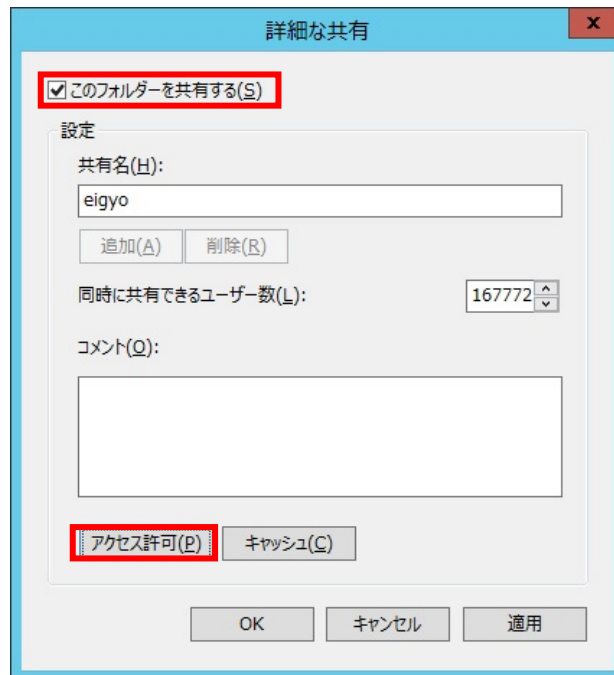 詳細な共有
x
このフォルダーを共有する(S)
設定
共有名(H):
eigyo
追加(A) 削除(R)
同時に共有できるユーザー数(L): 167772
コメント(O):
アクセス許可(P) キャッシュ(C)
OK キャンセル 適用